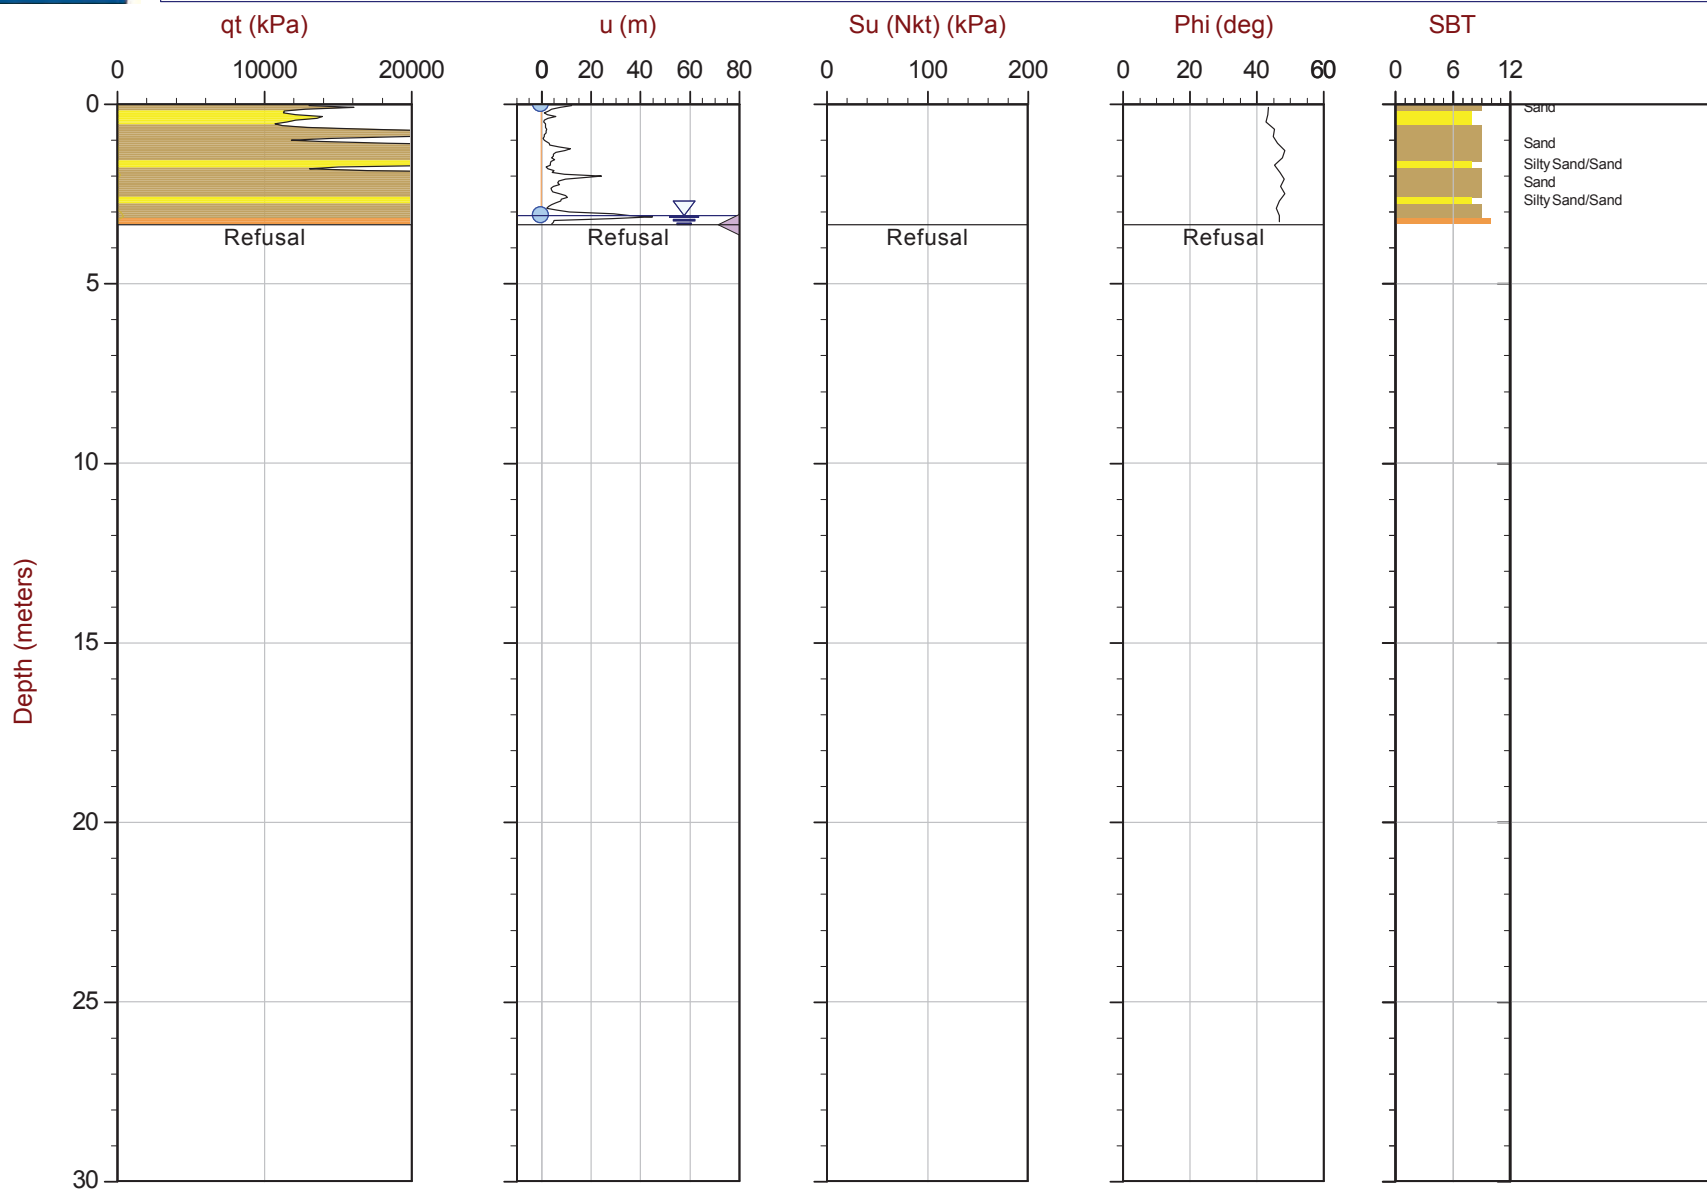 qt (kPa) u (m) Su (Nkt) (kPa) Phi (deg) SBT
0 10000 20000 0 20 40 60 80 0 100 200 0 20 40 60 0 6 12
0
Sand
Sand
Silty Sand/Sand
Sand
Silty Sand/Sand
Refusal Refusal Refusal Refusal
5
10
15
20
25
30
Depth (meters)